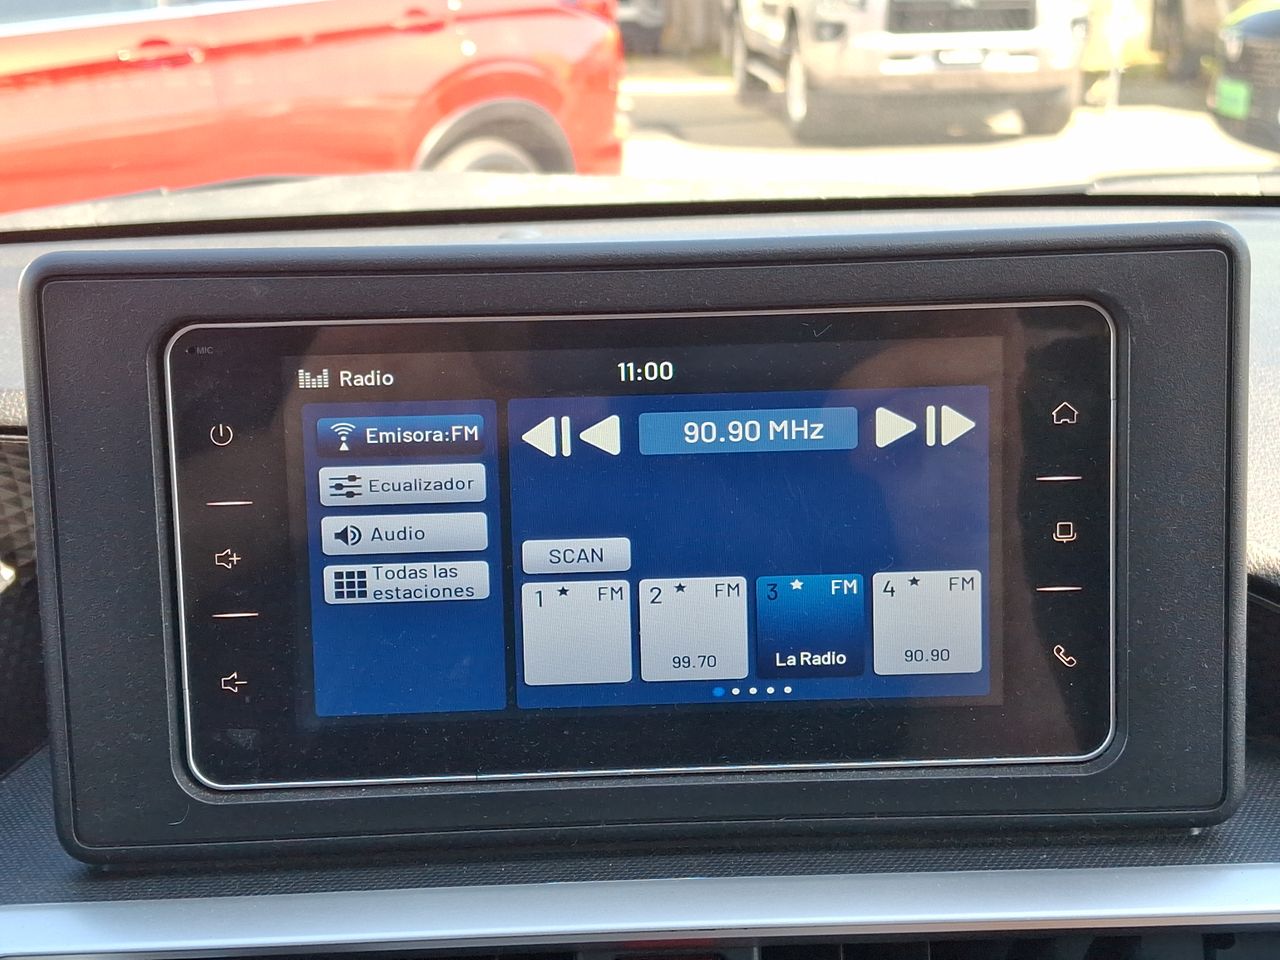 MIC
Radio
11:00
Emisora:FM
90.90 MHz
Ecualizador
Audio
Todas las
estaciones
SCAN
1 ★ FM
2 ★ FM
99.70
3 ★ FM
La Radio
4 ★ FM
90.90